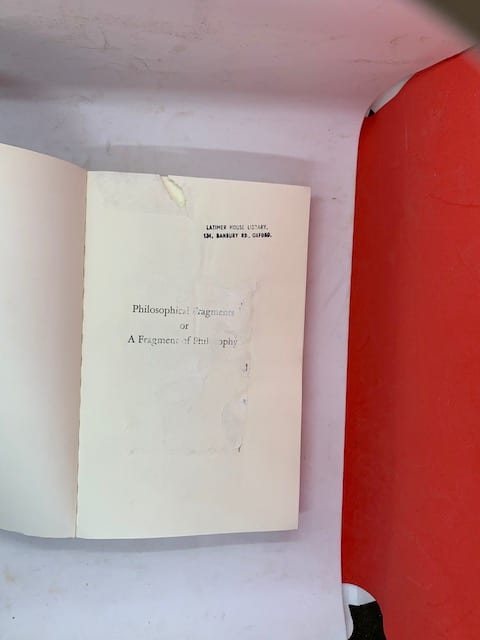 LATIMER HOUSE LIBRARY,
131, BANBURY RD., OXFORD.
Philosophical Fragments
or
A Fragment of Philosophy